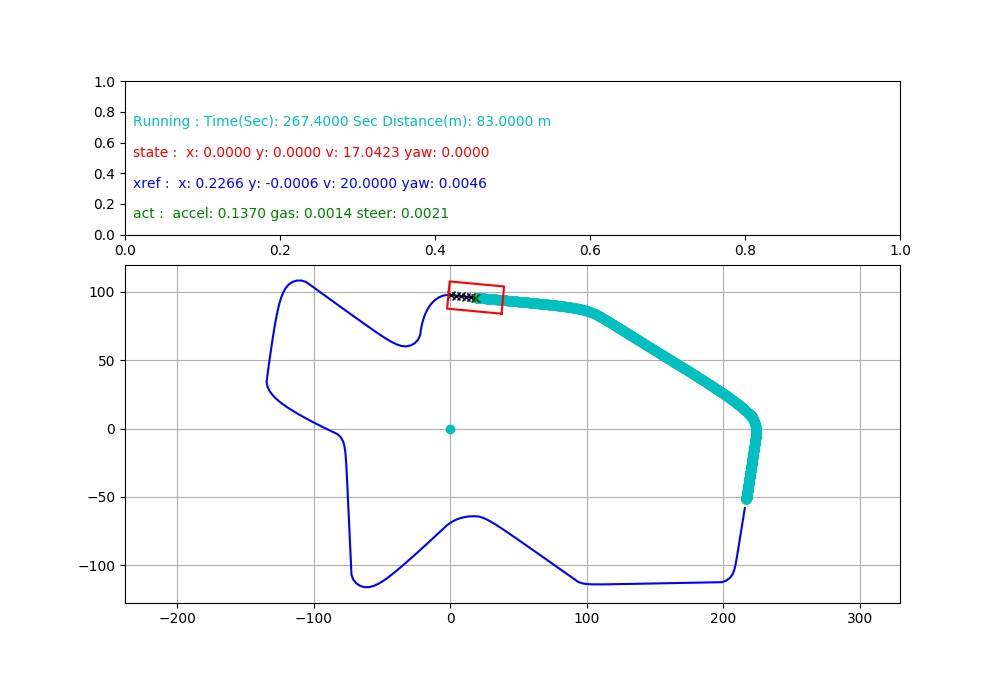 1.0
0.8
Running : Time(Sec): 267.4000 Sec Distance(m): 83.0000 m
0.6
state :  x: 0.0000 y: 0.0000 v: 17.0423 yaw: 0.0000
0.4
xref :  x: 0.2266 y: -0.0006 v: 20.0000 yaw: 0.0046
0.2
act :  accel: 0.1370 gas: 0.0014 steer: 0.0021
0.0
0.0 0.2 0.4 0.6 0.8 1.0
100
50
0
−50
−100
−200 −100 0 100 200 300